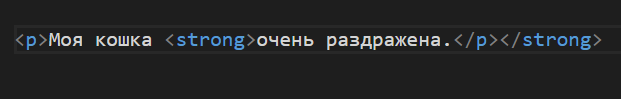 <p>Моя кошка <strong>очень раздражена.</p></strong>